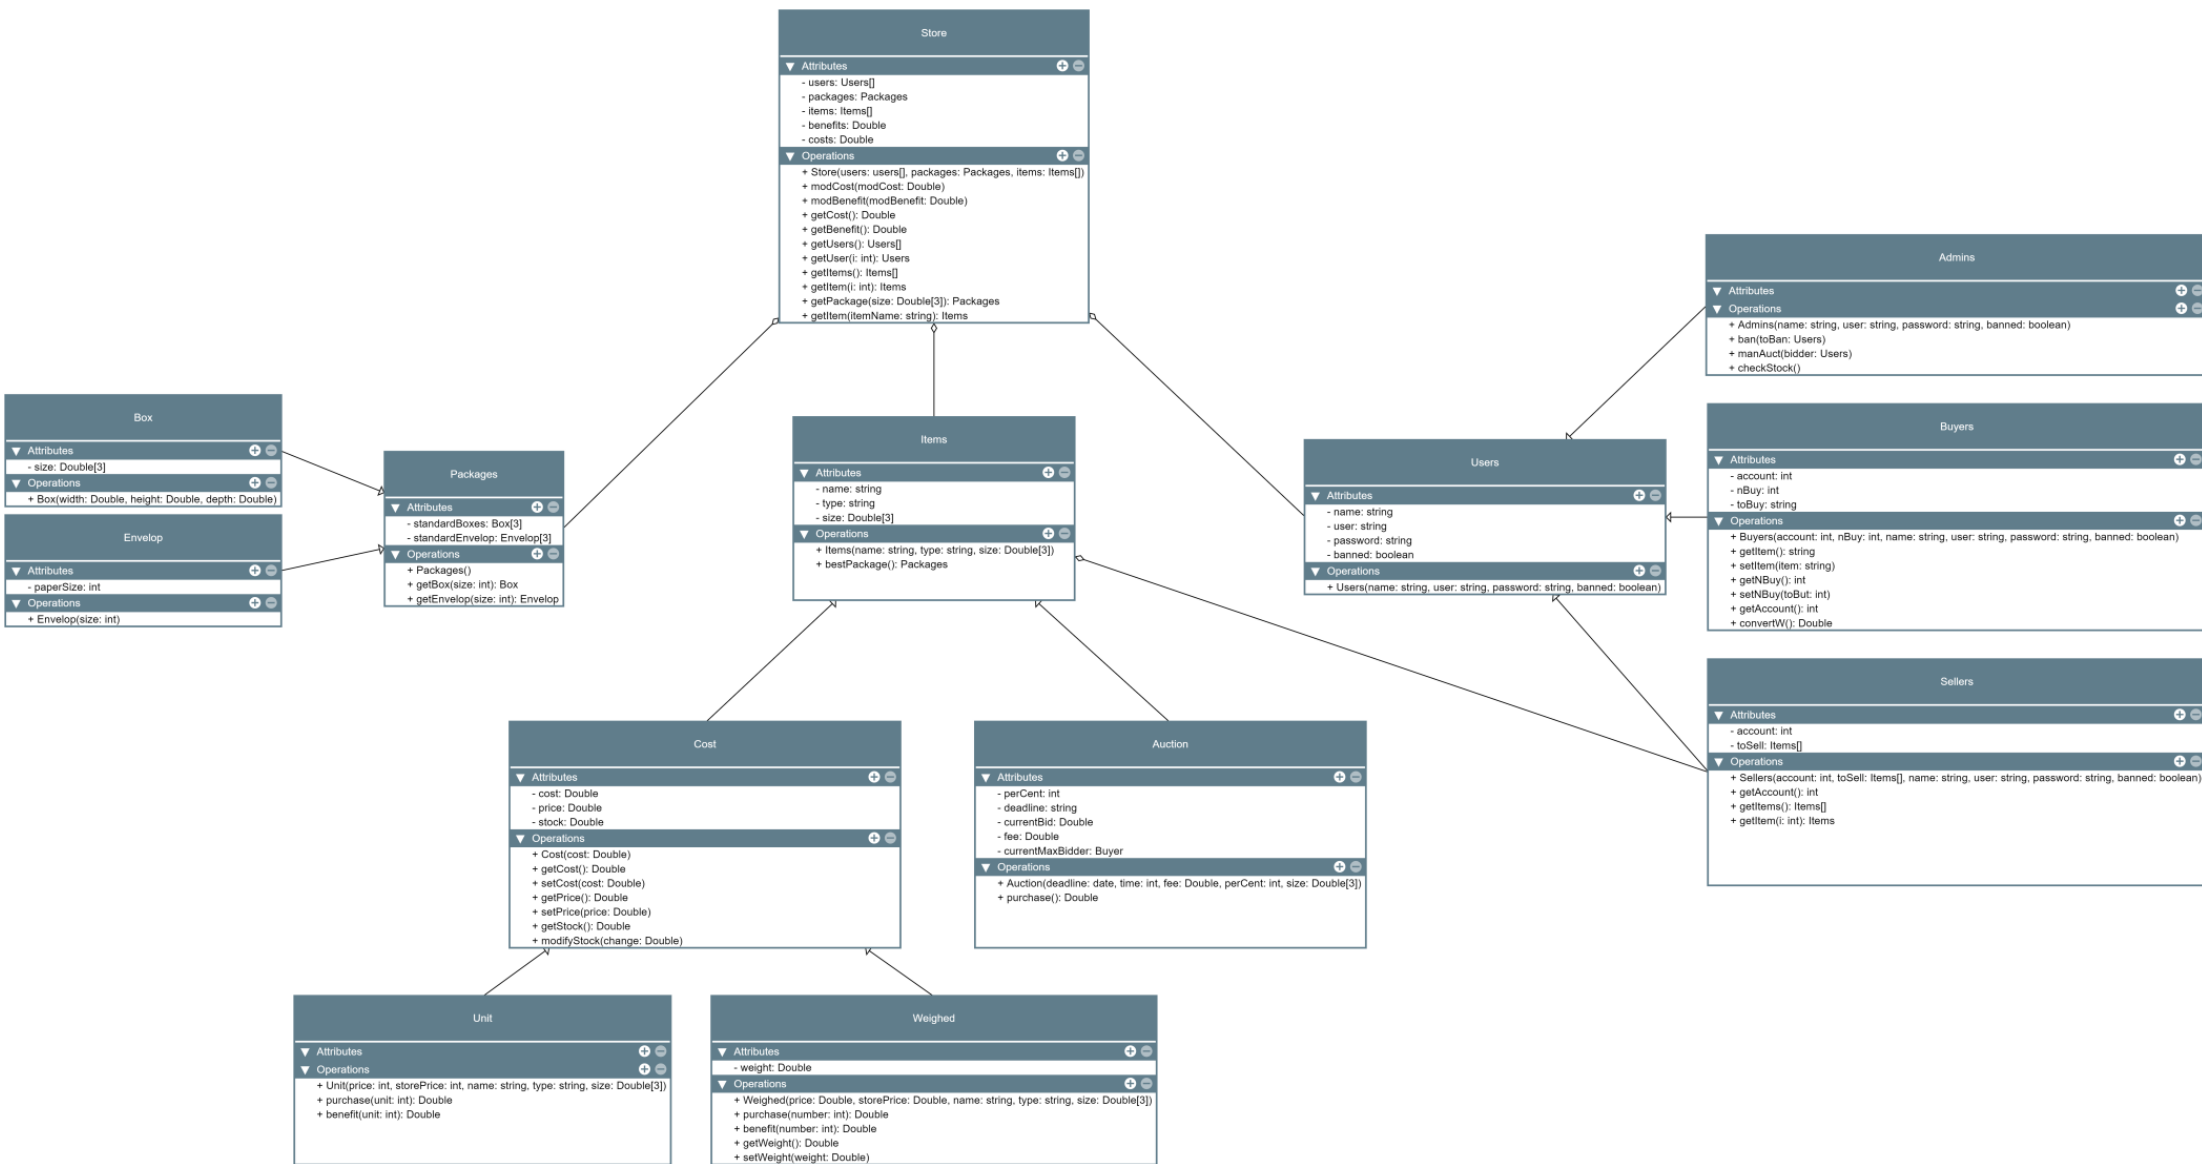 Store
Attributes
- users: Users[]
- packages: Packages
- items: Items[]
- benefits: Double
- costs: Double
Operations
+ Store(users: users[], packages: Packages, items: Items[])
+ modCost(modCost: Double)
+ modBenefit(modBenefit: Double)
+ getCost(): Double
+ getBenefit(): Double
+ getUsers(): Users[]
+ getUser(i: int): Users
+ getItems(): Items[]
+ getItem(i: int): Items
+ getPackage(size: Double[3]): Packages
+ getItem(itemName: string): Items
Box
Attributes
- size: Double[3]
Operations
+ Box(width: Double, height: Double, depth: Double)
Envelop
Attributes
- paperSize: int
Operations
+ Envelop(size: int)
Packages
Attributes
- standardBoxes: Box[3]
- standardEnvelop: Envelop[3]
Operations
+ Packages()
+ getBox(size: int): Box
+ getEnvelop(size: int): Envelop
Items
Attributes
- name: string
- type: string
- size: Double[3]
Operations
+ Items(name: string, type: string, size: Double[3])
+ bestPackage(): Packages
Users
Attributes
- name: string
- user: string
- password: string
- banned: boolean
Operations
+ Users(name: string, user: string, password: string, banned: boolean)
Admins
Attributes
Operations
+ Admins(name: string, user: string, password: string, banned: boolean)
+ ban(toBan: Users)
+ manAuct(bidder: Users)
+ checkStock()
Buyers
Attributes
- account: int
- nBuy: int
- toBuy: string
Operations
+ Buyers(account: int, nBuy: int, name: string, user: string, password: string, banned: boolean)
+ getItem(): string
+ setItem(item: string)
+ getNBuy(): int
+ setNBuy(toBut: int)
+ getAccount(): int
+ convertW(): Double
Sellers
Attributes
- account: int
- toSell: Items[]
Operations
+ Sellers(account: int, toSell: Items[], name: string, user: string, password: string, banned: boolean)
+ getAccount(): int
+ getItems(): Items[]
+ getItem(i: int): Items
Cost
Attributes
- cost: Double
- price: Double
- stock: Double
Operations
+ Cost(cost: Double)
+ getCost(): Double
+ setCost(cost: Double)
+ getPrice(): Double
+ setPrice(price: Double)
+ getStock(): Double
+ modifyStock(change: Double)
Auction
Attributes
- perCent: int
- deadline: string
- currentBid: Double
- fee: Double
- currentMaxBidder: Buyer
Operations
+ Auction(deadline: date, time: int, fee: Double, perCent: int, size: Double[3])
+ purchase(): Double
Unit
Attributes
Operations
+ Unit(price: int, storePrice: int, name: string, type: string, size: Double[3])
+ purchase(unit: int): Double
+ benefit(unit: int): Double
Weighed
Attributes
- weight: Double
Operations
+ Weighed(price: Double, storePrice: Double, name: string, type: string, size: Double[3])
+ purchase(number: int): Double
+ benefit(number: int): Double
+ getWeight(): Double
+ setWeight(weight: Double)